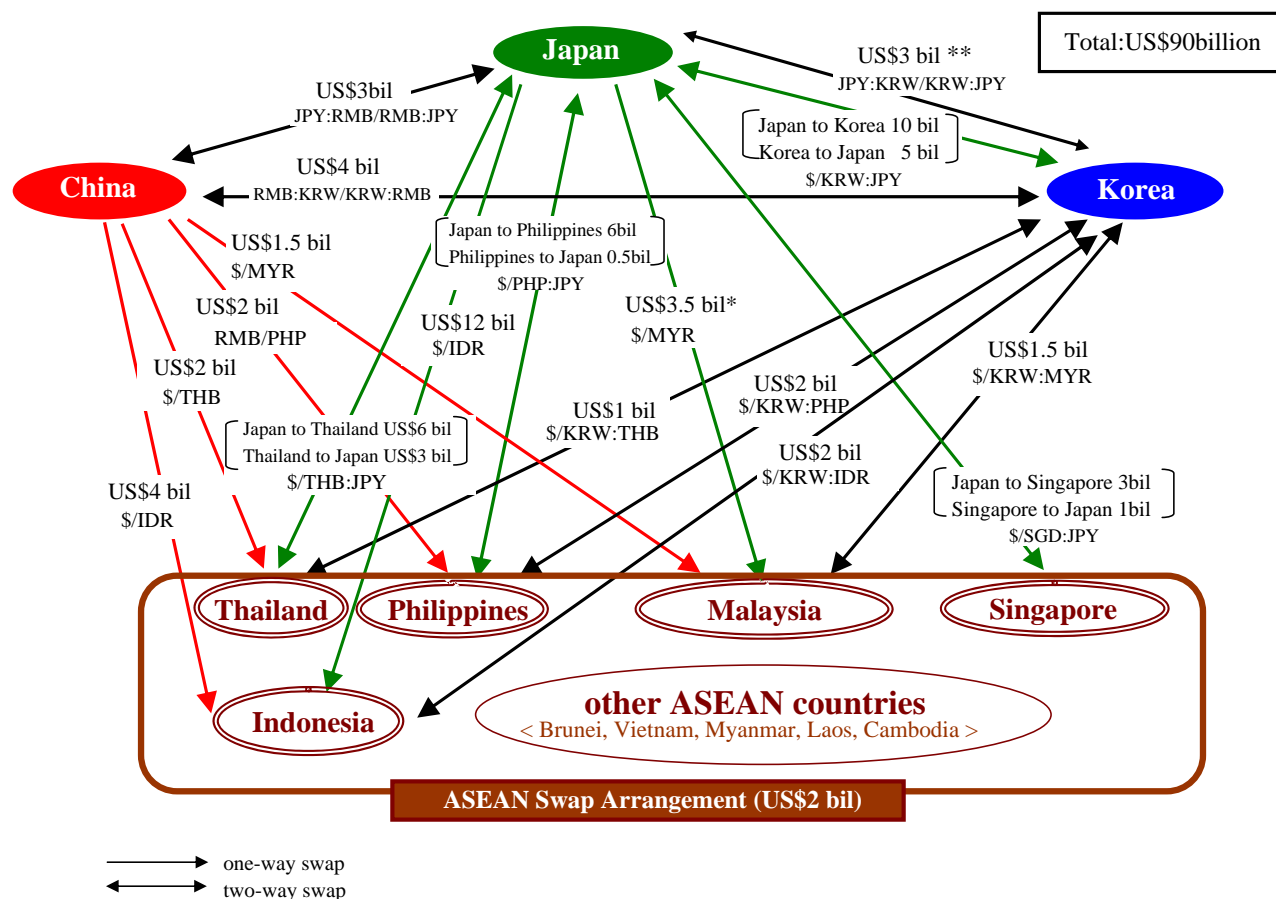 Japan
Total:US$90billion
US$3 bil **
JPY:KRW/KRW:JPY
US$3bil
JPY:RMB/RMB:JPY
Japan to Korea 10 bil
Korea to Japan 5 bil
$/KRW:JPY
US$4 bil
RMB:KRW/KRW:RMB
China
Korea
US$1.5 bil
$/MYR
Japan to Philippines 6bil
Philippines to Japan 0.5bil
$/PHP:JPY
US$2 bil
RMB/PHP
US$12 bil
$/IDR
US$3.5 bil*
$/MYR
US$2 bil
$/THB
US$1.5 bil
$/KRW:MYR
US$2 bil
$/KRW:PHP
US$1 bil
$/KRW:THB
Japan to Thailand US$6 bil
Thailand to Japan US$3 bil
$/THB:JPY
US$2 bil
$/KRW:IDR
US$4 bil
$/IDR
Japan to Singapore 3bil
Singapore to Japan 1bil
$/SGD:JPY
Thailand
Philippines
Malaysia
Singapore
Indonesia
other ASEAN countries
< Brunei, Vietnam, Myanmar, Laos, Cambodia >
ASEAN Swap Arrangement (US$2 bil)
one-way swap
two-way swap